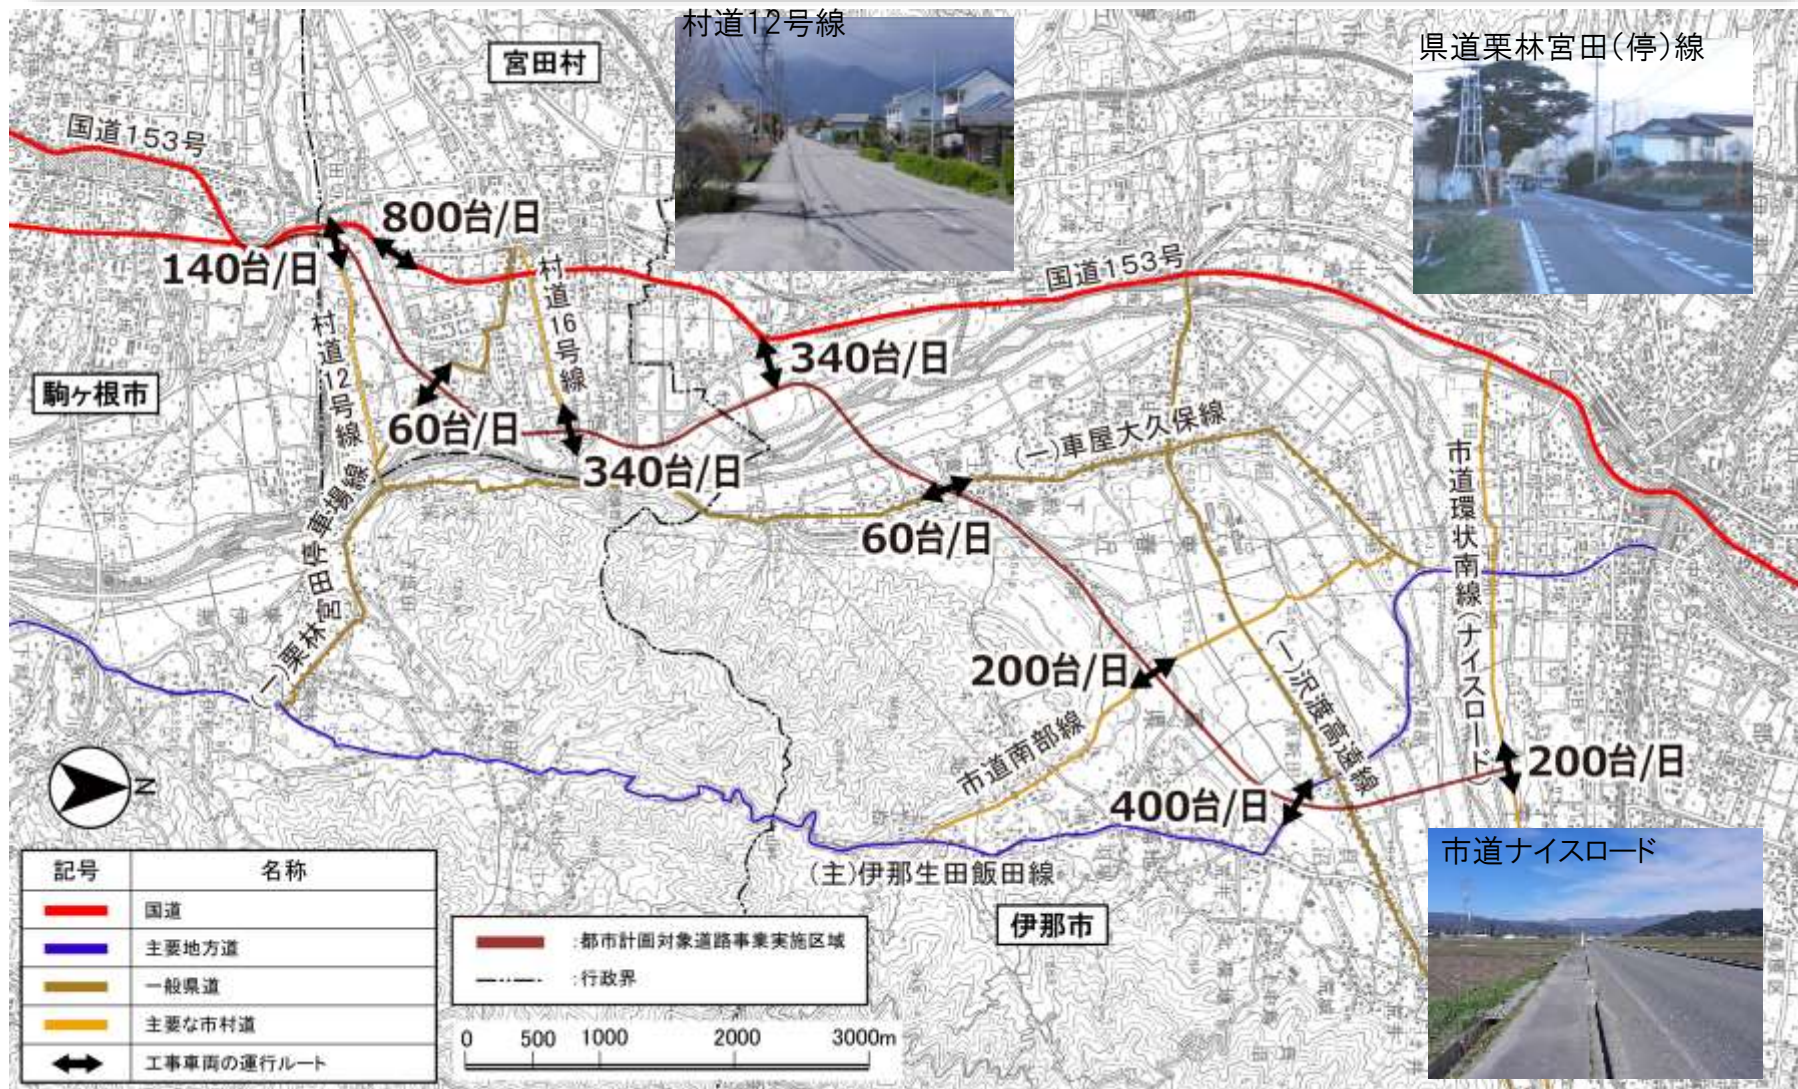 村道12号線
県道栗林宮田(停)線
宮田村
国道153号
800台/日
140台/日
村道16号線
国道153号
村道12号線
340台/日
駒ヶ根市
60台/日
(一)車屋大久保線
340台/日
市道環状南線(ナイスロード)
60台/日
(一)栗林宮田停車場線
200台/日
(一)沢渡高遠線
市道南部線
200台/日
400台/日
N
(主)伊那生田飯田線
市道ナイスロード
伊那市
記号 名称
国道
主要地方道
一般県道
主要な市村道
工事車両の運行ルート
:都市計画対象道路事業実施区域
:行政界
0 500 1000 2000 3000m